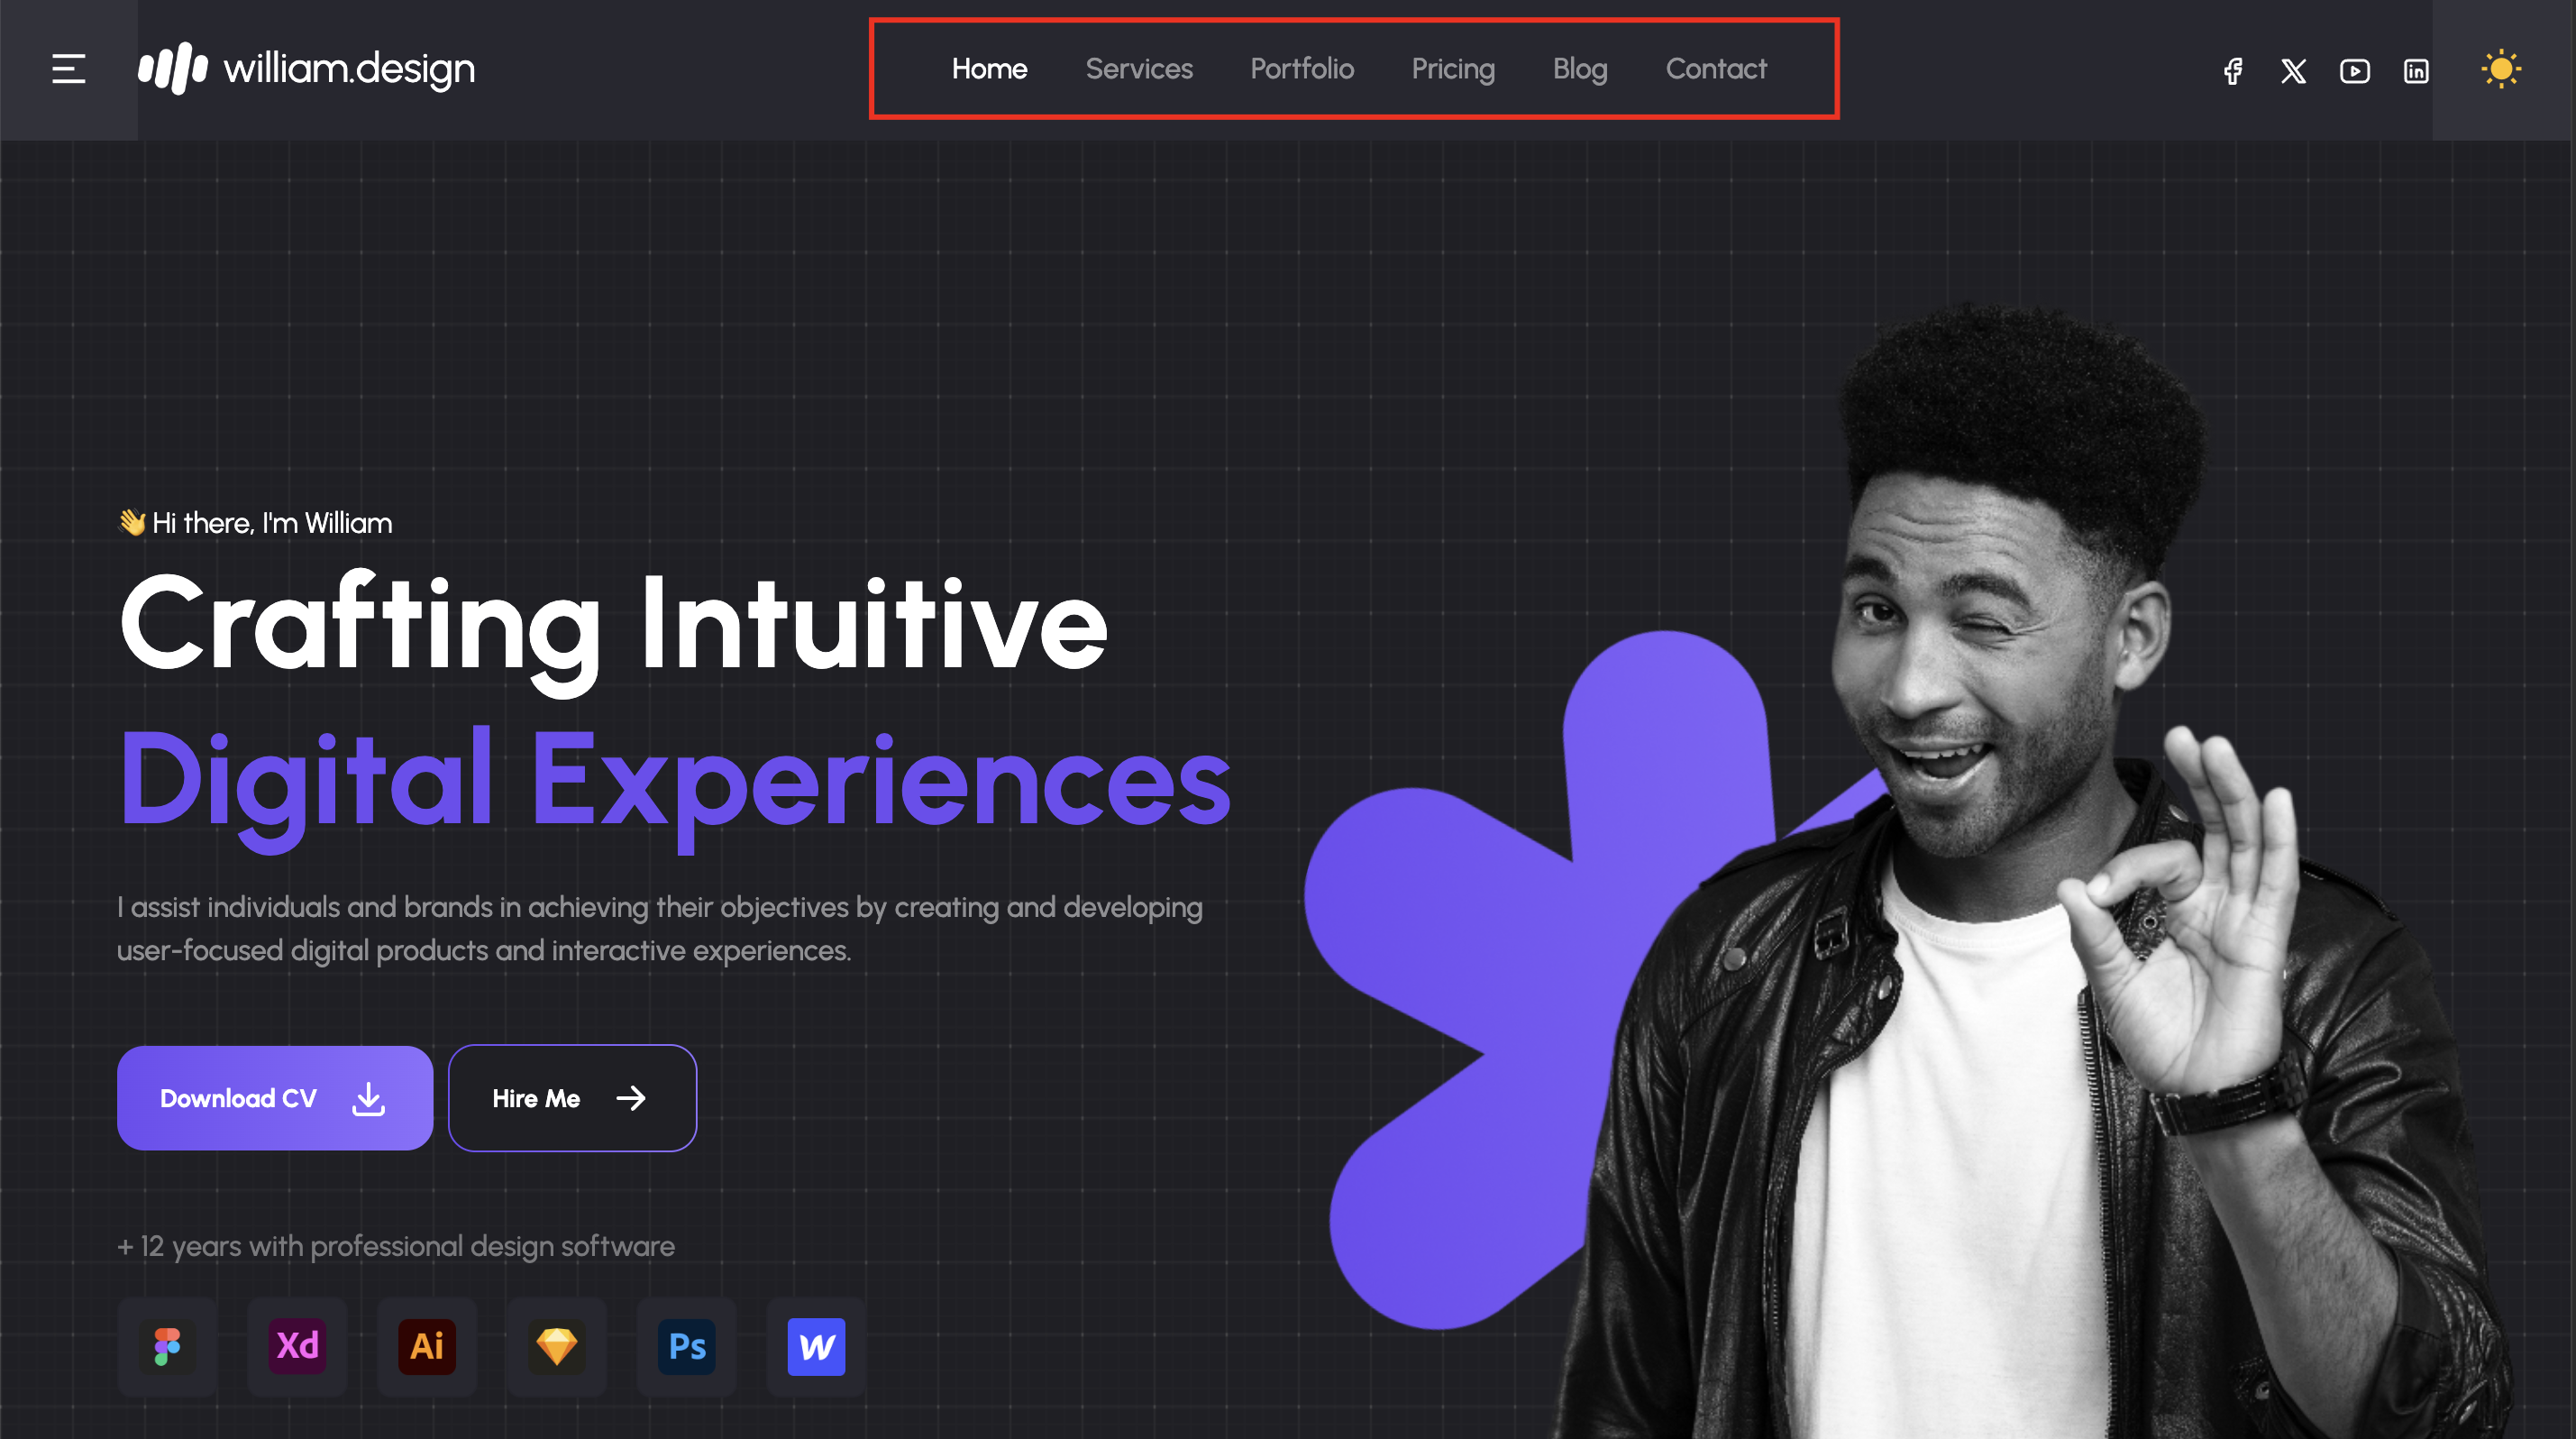 william.design
Home Services Portfolio Pricing Blog Contact
👋 Hi there, I'm William
Crafting Intuitive
Digital Experiences
I assist individuals and brands in achieving their objectives by creating and developing
user-focused digital products and interactive experiences.
Download CV
Hire Me
+ 12 years with professional design software
Xd Ai Ps W